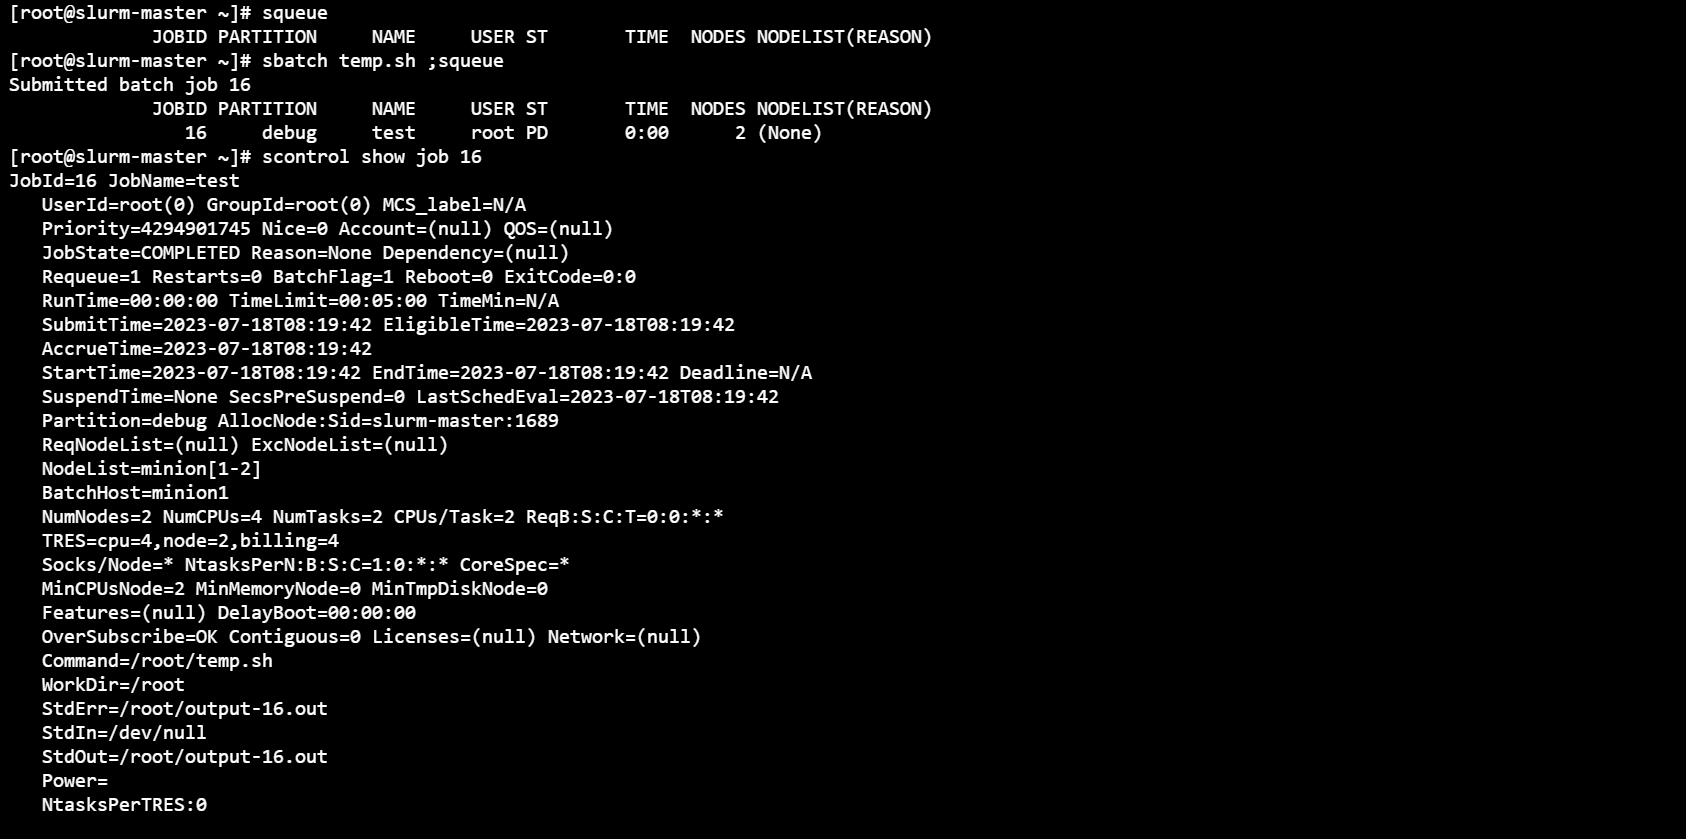 [root@slurm-master ~]# squeue
             JOBID PARTITION     NAME     USER ST       TIME  NODES NODELIST(REASON)
[root@slurm-master ~]# sbatch temp.sh ;squeue
Submitted batch job 16
             JOBID PARTITION     NAME     USER ST       TIME  NODES NODELIST(REASON)
                16     debug     test     root PD       0:00      2 (None)
[root@slurm-master ~]# scontrol show job 16
JobId=16 JobName=test
   UserId=root(0) GroupId=root(0) MCS_label=N/A
   Priority=4294901745 Nice=0 Account=(null) QOS=(null)
   JobState=COMPLETED Reason=None Dependency=(null)
   Requeue=1 Restarts=0 BatchFlag=1 Reboot=0 ExitCode=0:0
   RunTime=00:00:00 TimeLimit=00:05:00 TimeMin=N/A
   SubmitTime=2023-07-18T08:19:42 EligibleTime=2023-07-18T08:19:42
   AccrueTime=2023-07-18T08:19:42
   StartTime=2023-07-18T08:19:42 EndTime=2023-07-18T08:19:42 Deadline=N/A
   SuspendTime=None SecsPreSuspend=0 LastSchedEval=2023-07-18T08:19:42
   Partition=debug AllocNode:Sid=slurm-master:1689
   ReqNodeList=(null) ExcNodeList=(null)
   NodeList=minion[1-2]
   BatchHost=minion1
   NumNodes=2 NumCPUs=4 NumTasks=2 CPUs/Task=2 ReqB:S:C:T=0:0:*:*
   TRES=cpu=4,node=2,billing=4
   Socks/Node=* NtasksPerN:B:S:C=1:0:*:* CoreSpec=*
   MinCPUsNode=2 MinMemoryNode=0 MinTmpDiskNode=0
   Features=(null) DelayBoot=00:00:00
   OverSubscribe=OK Contiguous=0 Licenses=(null) Network=(null)
   Command=/root/temp.sh
   WorkDir=/root
   StdErr=/root/output-16.out
   StdIn=/dev/null
   StdOut=/root/output-16.out
   Power=
   NtasksPerTRES:0